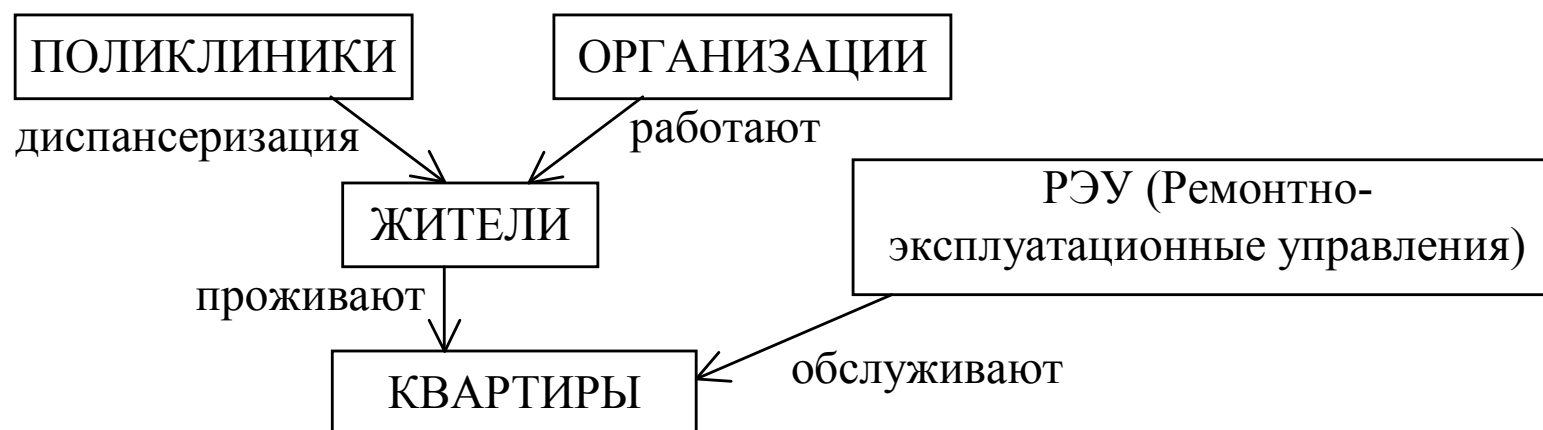 ПОЛИКЛИНИКИ
ОРГАНИЗАЦИИ
диспансеризация
работают
ЖИТЕЛИ
РЭУ (Ремонтно-
эксплуатационные управления)
проживают
обслуживают
КВАРТИРЫ